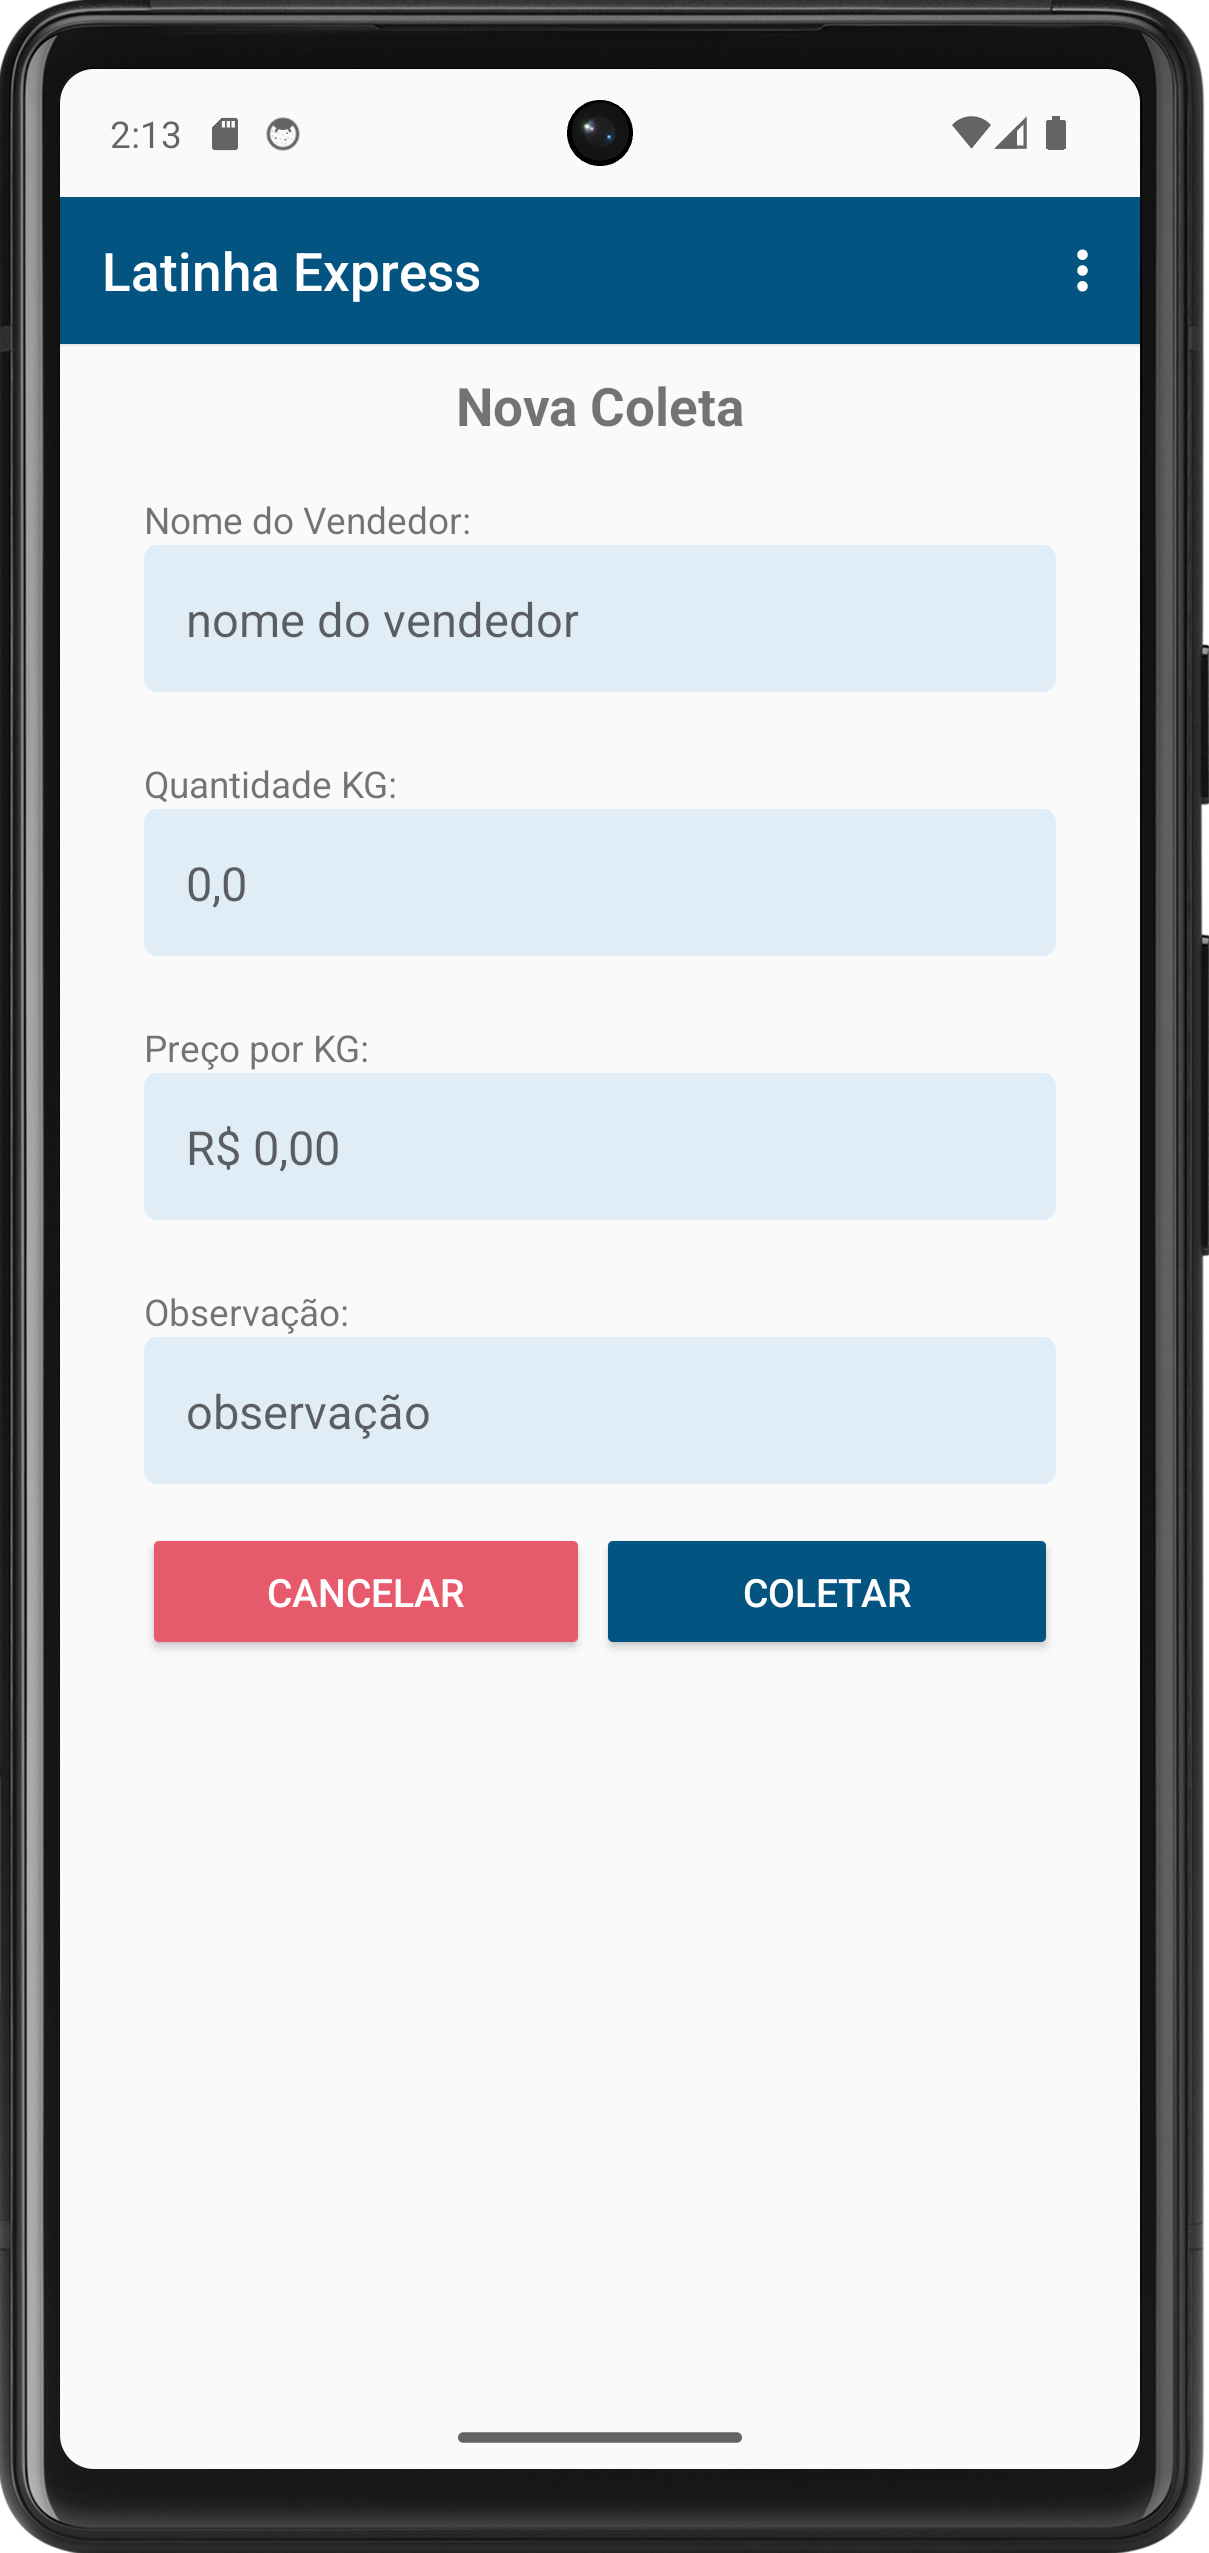 2:13
Latinha Express
Nova Coleta
Nome do Vendedor:
nome do vendedor
Quantidade KG:
0,0
Preço por KG:
R$ 0,00
Observação:
observação
CANCELAR COLETAR